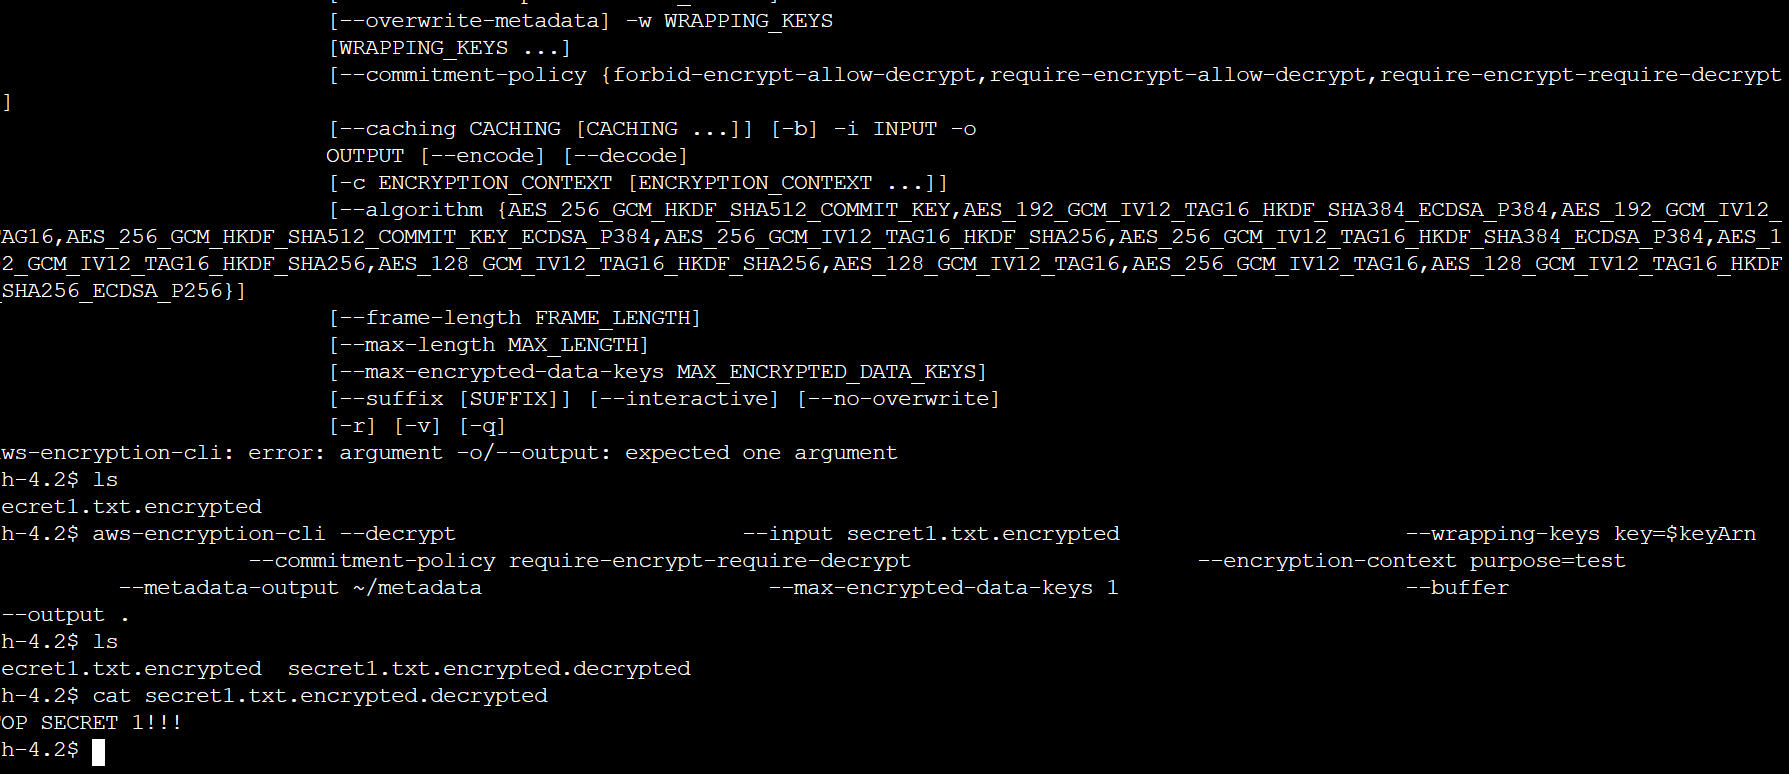 [--overwrite-metadata] -w WRAPPING_KEYS
[WRAPPING_KEYS ...]
[--commitment-policy {forbid-encrypt-allow-decrypt,require-encrypt-allow-decrypt,require-encrypt-require-decrypt
]
[--caching CACHING [CACHING ...]] [-b] -i INPUT -o
OUTPUT [--encode] [--decode]
[-c ENCRYPTION_CONTEXT [ENCRYPTION_CONTEXT ...]]
[--algorithm {AES_256_GCM_HKDF_SHA512_COMMIT_KEY,AES_192_GCM_IV12_TAG16_HKDF_SHA384_ECDSA_P384,AES_192_GCM_IV12_
AG16,AES_256_GCM_HKDF_SHA512_COMMIT_KEY_ECDSA_P384,AES_256_GCM_IV12_TAG16_HKDF_SHA256,AES_256_GCM_IV12_TAG16_HKDF_SHA384_ECDSA_P384,AES_1
2_GCM_IV12_TAG16_HKDF_SHA256,AES_128_GCM_IV12_TAG16_HKDF_SHA256,AES_128_GCM_IV12_TAG16,AES_256_GCM_IV12_TAG16,AES_128_GCM_IV12_TAG16_HKDF
_SHA256_ECDSA_P256}]
[--frame-length FRAME_LENGTH]
[--max-length MAX_LENGTH]
[--max-encrypted-data-keys MAX_ENCRYPTED_DATA_KEYS]
[--suffix [SUFFIX]] [--interactive] [--no-overwrite]
[-r] [-v] [-q]
ws-encryption-cli: error: argument -o/--output: expected one argument
h-4.2$ ls
ecret1.txt.encrypted
h-4.2$ aws-encryption-cli --decrypt --input secret1.txt.encrypted --wrapping-keys key=$keyArn
--commitment-policy require-encrypt-require-decrypt --encryption-context purpose=test
--metadata-output ~/metadata --max-encrypted-data-keys 1 --buffer
--output .
h-4.2$ ls
ecret1.txt.encrypted secret1.txt.encrypted.decrypted
h-4.2$ cat secret1.txt.encrypted.decrypted
OP SECRET 1!!!
h-4.2$